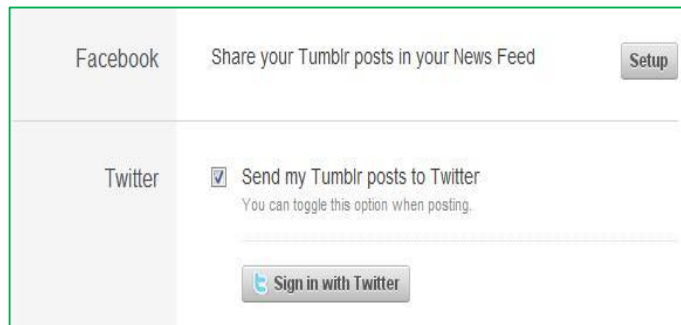 Facebook Share your Tumblr posts in your News Feed Setup
Twitter Send my Tumblr posts to Twitter
You can toggle this option when posting.
Sign in with Twitter